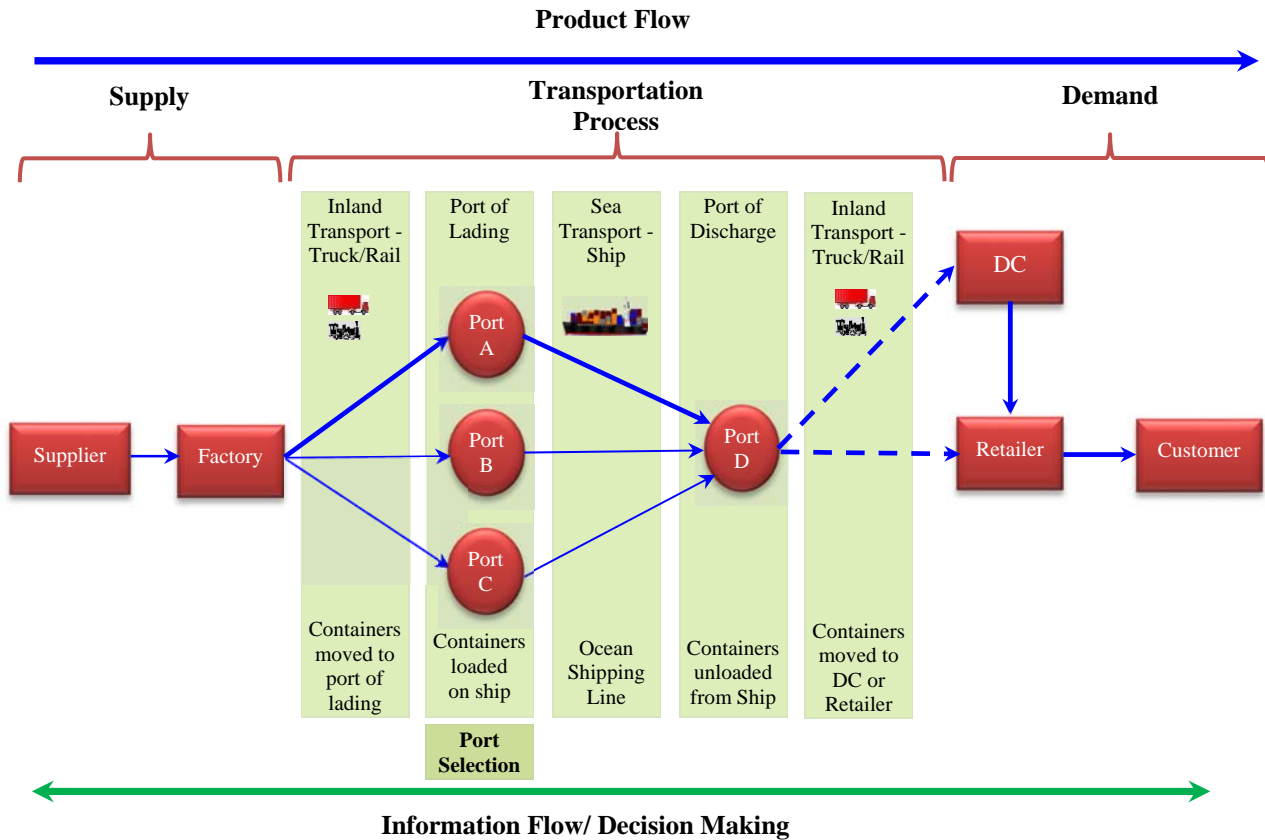 Product Flow
Supply
Transportation
Process
Demand
Inland
Transport -
Truck/Rail
Port of
Lading
Sea
Transport -
Ship
Port of
Discharge
Inland
Transport -
Truck/Rail
DC
Port
A
Supplier
Factory
Port
B
Port
D
Retailer
Customer
Port
C
Containers
moved to
port of
lading
Containers
loaded
on ship
Ocean
Shipping
Line
Containers
unloaded
from Ship
Containers
moved to
DC or
Retailer
Port
Selection
Information Flow/ Decision Making